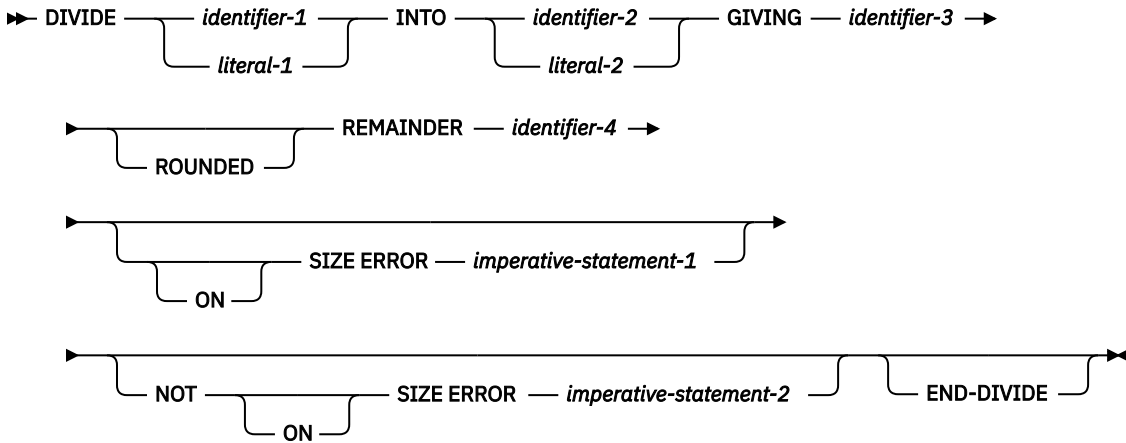 DIVIDE identifier-1 INTO identifier-2 GIVING identifier-3
literal-1 literal-2
REMAINDER identifier-4
ROUNDED
SIZE ERROR imperative-statement-1
ON
NOT SIZE ERROR imperative-statement-2 END-DIVIDE
ON